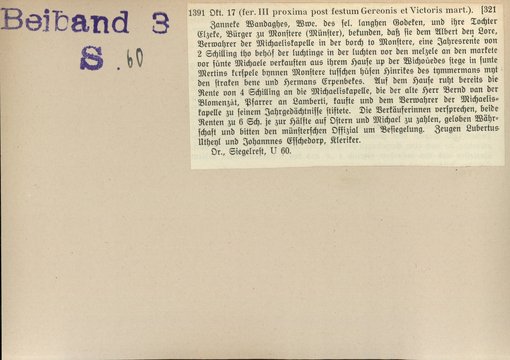 Beiband 3
S. 60
1391 Okt. 17 (fer. III proxima post festum Gereonis et Victoris mart.). [321
Zanneke Wandaghes, Wwe. des sel. langhen Godeken, und ihre Tochter
Elzeke, Bürger zu Monstere (Münster), bekunden, daß sie dem Albert den Lore,
Verwahrer der Michaeliskapelle in der borch to Monstere, eine Jahresrente von
2 Schilling tho behöf der luchtinge in der luchten vor den melzele an den markete
vor sünte Michaele verkauften aus ihrem Hause up der Wichoùedes stege in sunte
Mertins kerspele bynnen Monstere tusschen hüsen Hinrikes des tymmermans myt
den straken bene und Hermans Erpenbekes. Auf dem Hause ruht bereits die
Rente von 4 Schilling an die Michaeliskapelle, die der alte Herr Bernd van der
Blomenzät, Pfarrer an Lamberti, kaufte und dem Verwahrer der Michaelis-
kapelle zu seinem Jahrgedächtnisse stiftete. Die Verkäuferinnen versprechen, beide
Renten zu 6 Sch. je zur Hälfte auf Ostern und Michael zu zahlen, geloben Währ-
schaft und bitten den münsterschen Offizial um Besiegelung. Zeugen Lubertus
Utheyl und Johannnes Esschedorp, Kleriker.
Or., Siegelrest, U 60.